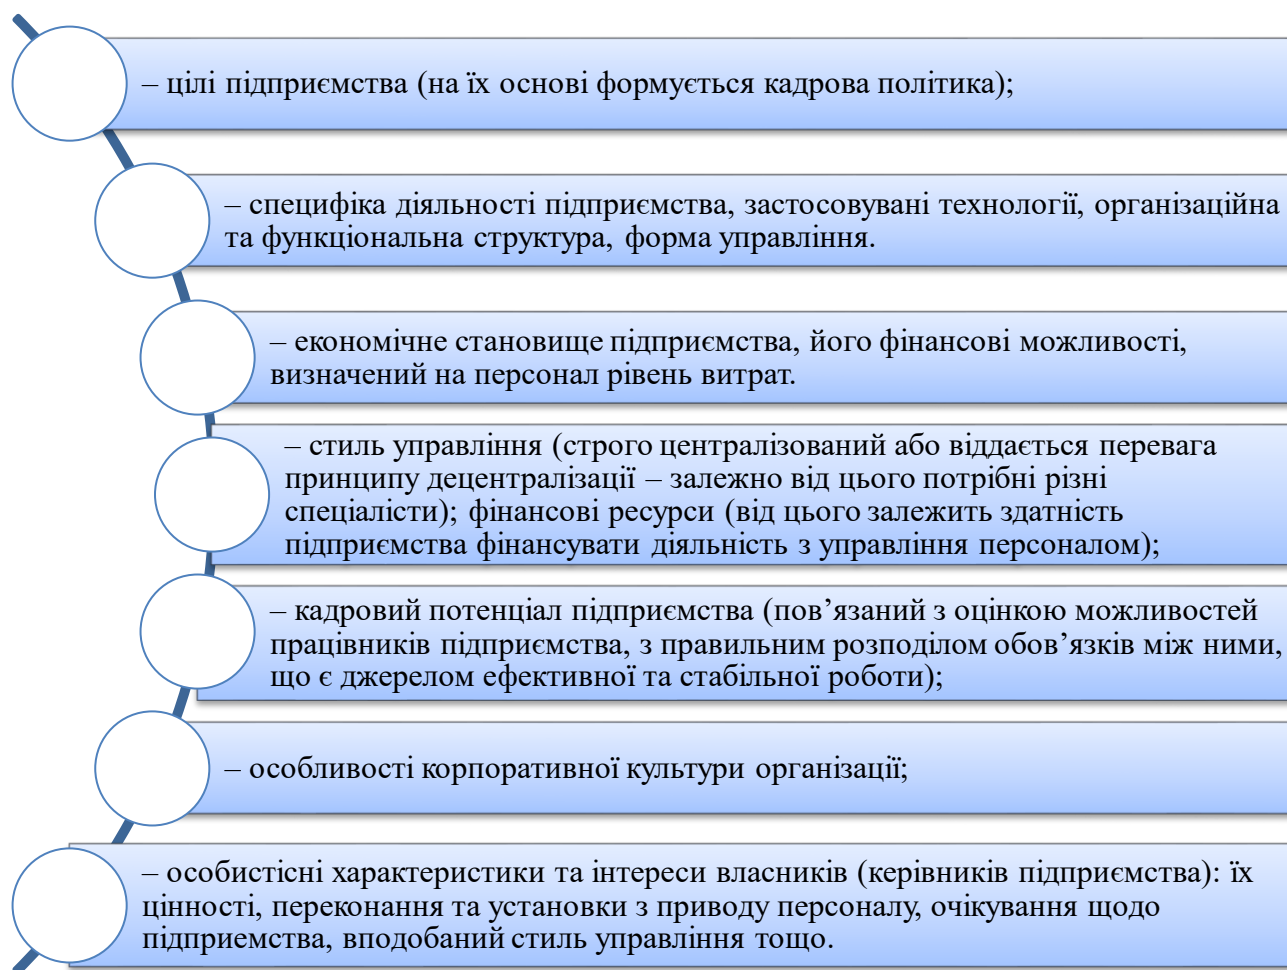 – цілі підприємства (на їх основі формується кадрова політика);
– специфіка діяльності підприємства, застосовувані технології, організаційна
та функціональна структура, форма управління.
– економічне становище підприємства, його фінансові можливості,
визначений на персонал рівень витрат.
– стиль управління (строго централізований або віддається перевага
принципу децентралізації – залежно від цього потрібні різні
спеціалісти); фінансові ресурси (від цього залежить здатність
підприємства фінансувати діяльність з управління персоналом);
– кадровий потенціал підприємства (пов’язаний з оцінкою можливостей
працівників підприємства, з правильним розподілом обов’язків між ними,
що є джерелом ефективної та стабільної роботи);
– особливості корпоративної культури організації;
– особистісні характеристики та інтереси власників (керівників підприємства): їх
цінності, переконання та установки з приводу персоналу, очікування щодо
підприемства, вподобаний стиль управління тощо.